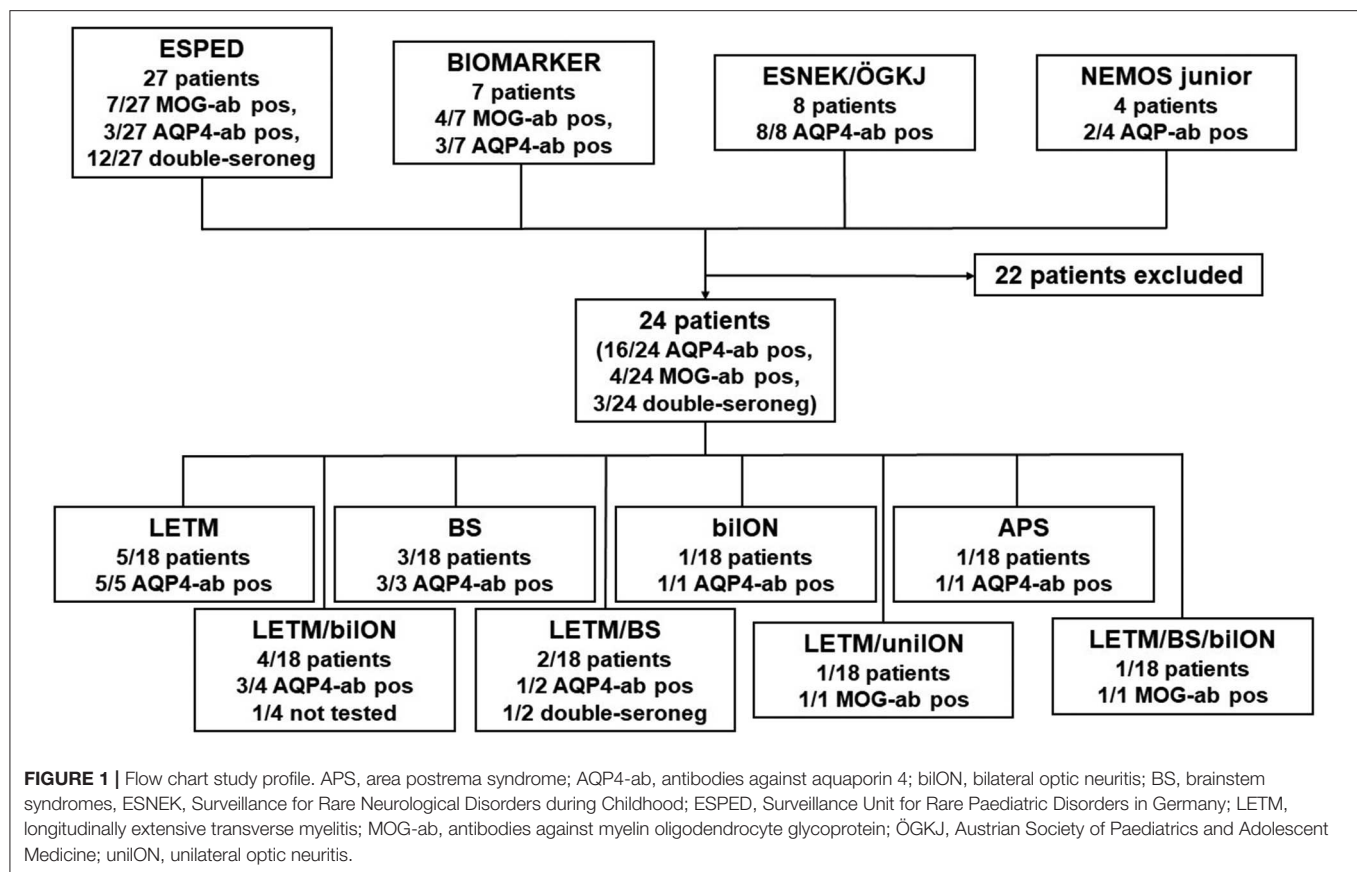 ESPED
27 patients
7/27 MOG-ab pos,
3/27 AQP4-ab pos,
12/27 double-seroneg
BIOMARKER
7 patients
4/7 MOG-ab pos,
3/7 AQP4-ab pos
ESNEK/ÖGKJ
8 patients
8/8 AQP4-ab pos
NEMOS junior
4 patients
2/4 AQP-ab pos
22 patients excluded
24 patients
(16/24 AQP4-ab pos,
4/24 MOG-ab pos,
3/24 double-seroneg)
LETM
5/18 patients
5/5 AQP4-ab pos
BS
3/18 patients
3/3 AQP4-ab pos
bilON
1/18 patients
1/1 AQP4-ab pos
APS
1/18 patients
1/1 AQP4-ab pos
LETM/bilON
4/18 patients
3/4 AQP4-ab pos
1/4 not tested
LETM/BS
2/18 patients
1/2 AQP4-ab pos
1/2 double-seroneg
LETM/unilON
1/18 patients
1/1 MOG-ab pos
LETM/BS/bilON
1/18 patients
1/1 MOG-ab pos
FIGURE 1 | Flow chart study profile. APS, area postrema syndrome; AQP4-ab, antibodies against aquaporin 4; bilON, bilateral optic neuritis; BS, brainstem
syndromes, ESNEK, Surveillance for Rare Neurological Disorders during Childhood; ESPED, Surveillance Unit for Rare Paediatric Disorders in Germany; LETM,
longitudinally extensive transverse myelitis; MOG-ab, antibodies against myelin oligodendrocyte glycoprotein; ÖGKJ, Austrian Society of Paediatrics and Adolescent
Medicine; unilON, unilateral optic neuritis.